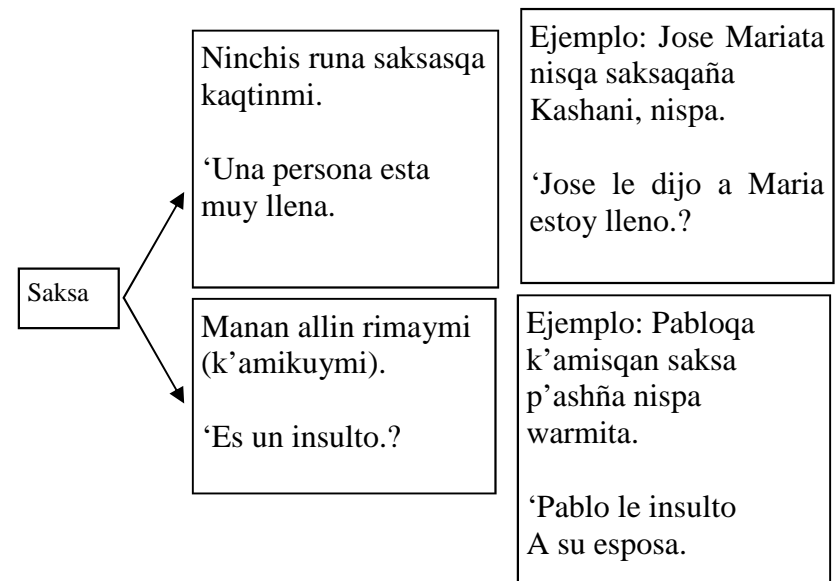 Saksa
Ninchis runa saksasqa
kaqtinmi.
‘Una persona esta
muy llena.
Ejemplo: Jose Mariata
nisqa saksaqaña
Kashani, nispa.
‘Jose le dijo a Maria
estoy lleno.?
Manan allin rimaymi
(k’amikuymi).
‘Es un insulto.?
Ejemplo: Pabloqa
k’amisqan saksa
p’ashña nispa
warmita.
‘Pablo le insulto
A su esposa.